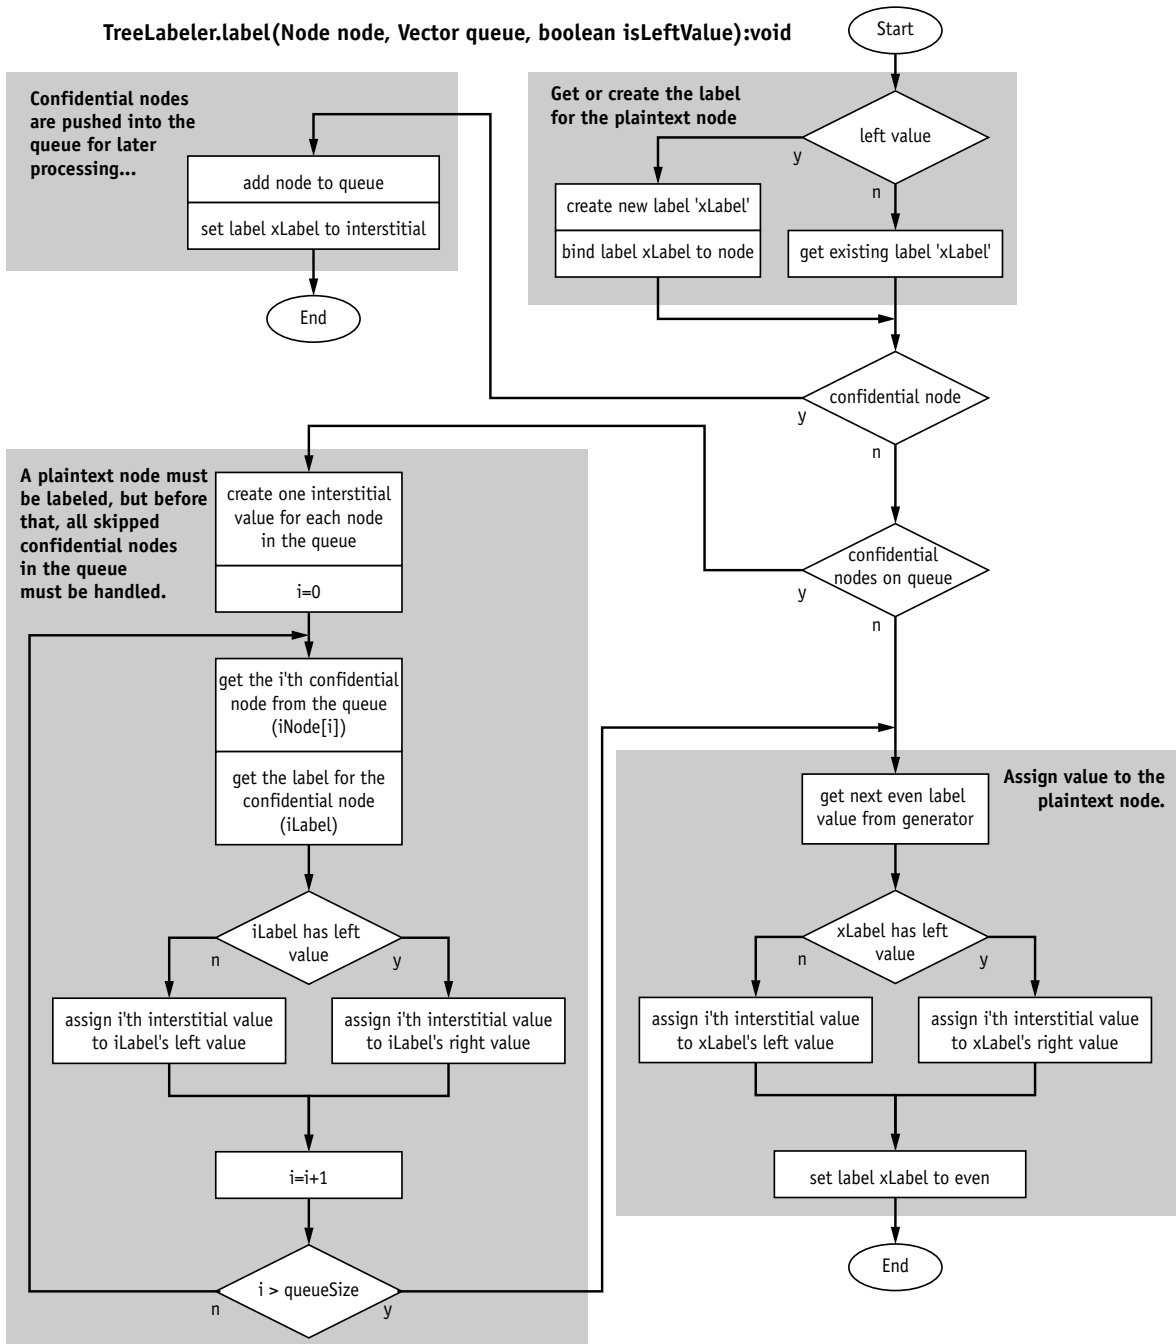 TreeLabeler.label(Node node, Vector queue, boolean isLeftValue):void
Start
Confidential nodes
are pushed into the
queue for later
processing...
add node to queue
set label xLabel to interstitial
End
Get or create the label
for the plaintext node
left value
y
n
create new label 'xLabel'
bind label xLabel to node
get existing label 'xLabel'
confidential node
y
n
confidential
nodes on queue
y
n
A plaintext node must
be labeled, but before
that, all skipped
confidential nodes
in the queue
must be handled.
create one interstitial
value for each node
in the queue
i=0
get the i'th confidential
node from the queue
(iNode[i])
get the label for the
confidential node
(iLabel)
iLabel has left
value
n
y
assign i'th interstitial value
to iLabel's left value
assign i'th interstitial value
to iLabel's right value
i=i+1
i > queueSize
n
y
Assign value to the
plaintext node.
get next even label
value from generator
xLabel has left
value
n
y
assign i'th interstitial value
to xLabel's left value
assign i'th interstitial value
to xLabel's right value
set label xLabel to even
End